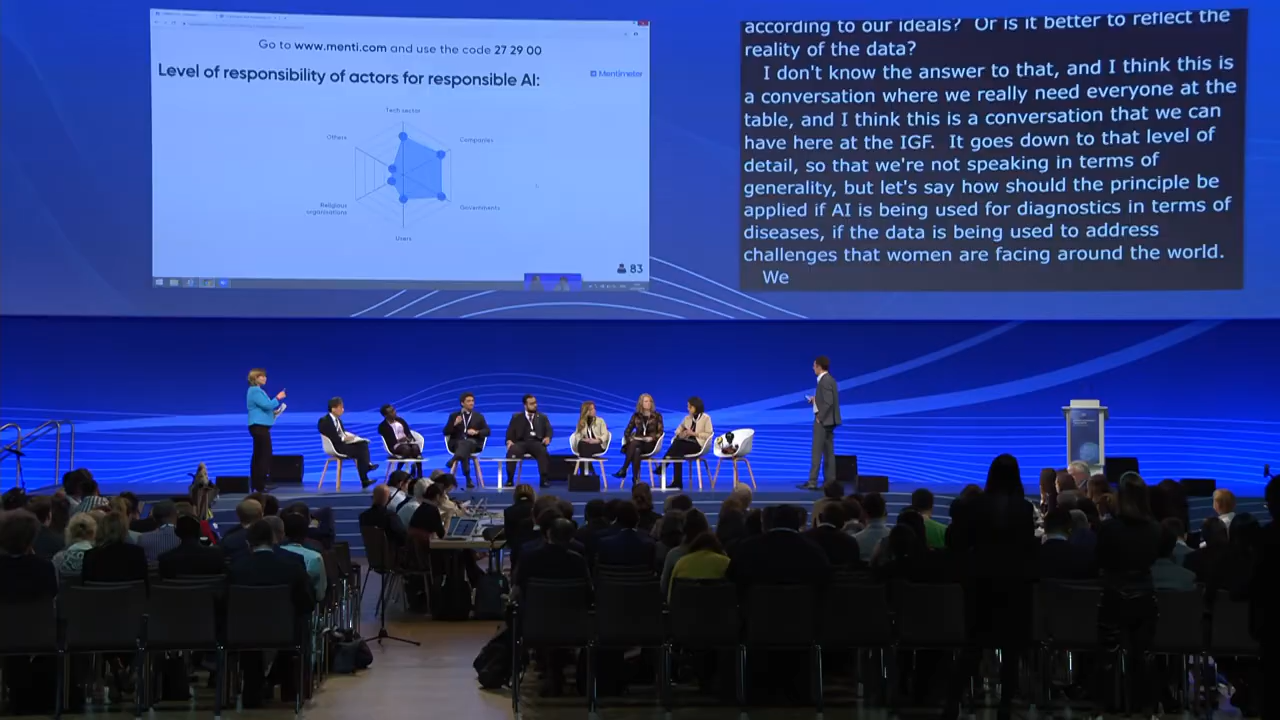 Go to www.menti.com and use the code 27 29 00
Level of responsibility of actors for responsible AI:
Mentimeter
Tech sector
Others
Companies
Religious
organisations
Governments
Users
83
according to our ideals?  Or is it better to reflect the
reality of the data?
I don't know the answer to that, and I think this is
a conversation where we really need everyone at the
table, and I think this is a conversation that we can
have here at the IGF.  It goes down to that level of
detail, so that we're not speaking in terms of
generality, but let's say how should the principle be
applied if AI is being used for diagnostics in terms of
diseases, if the data is being used to address
challenges that women are facing around the world.
We